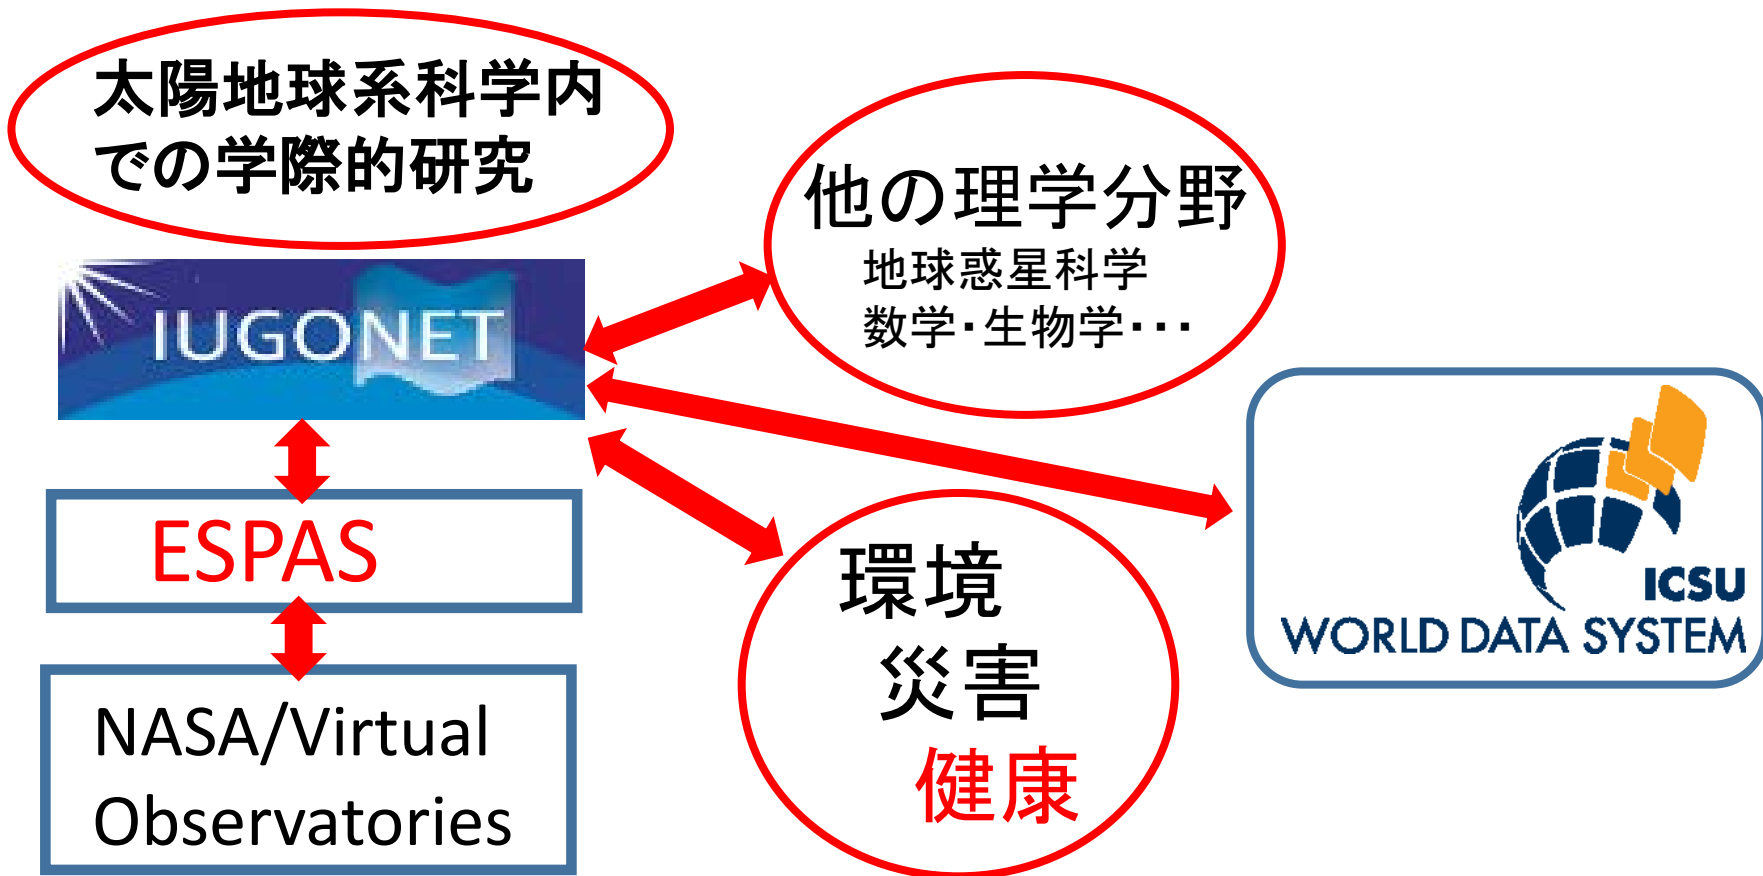 太陽地球系科学内
での学際的研究
IUGONET
ESPAS
NASA/Virtual
Observatories
他の理学分野
地球惑星科学
数学・生物学・・・
環境
災害
健康
ICSU
WORLD DATA SYSTEM